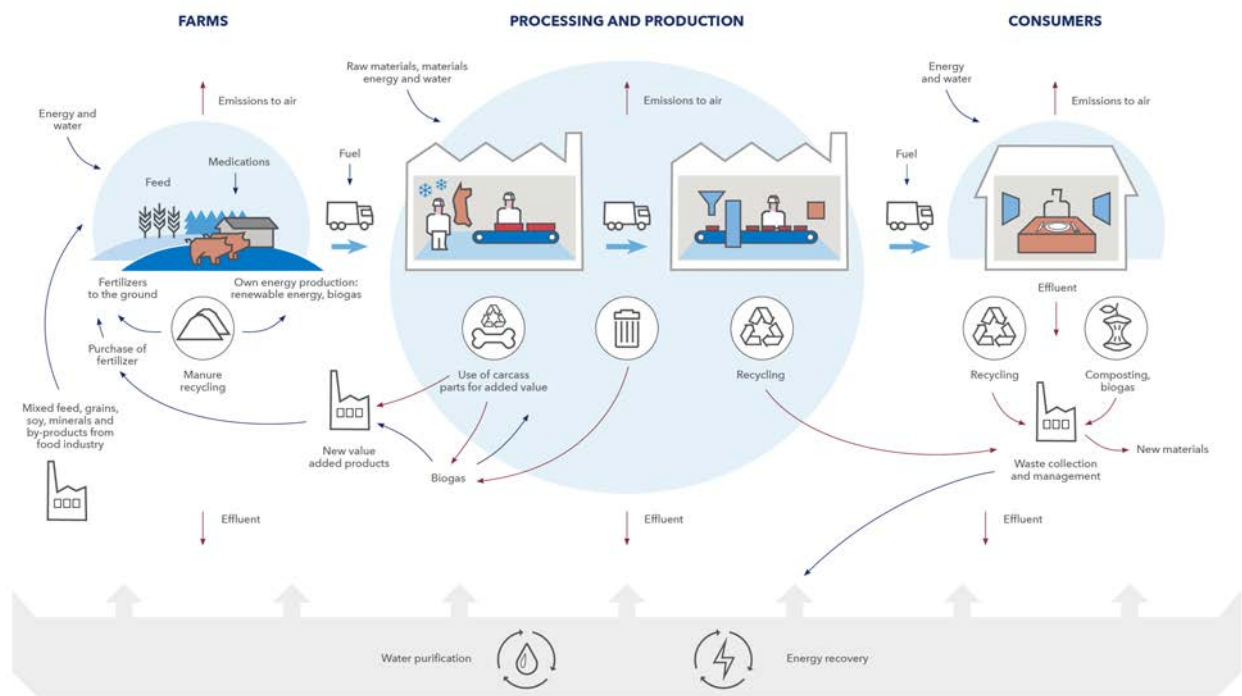 FARMS
PROCESSING AND PRODUCTION
CONSUMERS
Raw materials, materials
energy and water
Energy
and water
Emissions to air
Emissions to air
Emissions to air
Energy and
water
Medications
Feed
Fuel
Fuel
Fertilizers
to the ground
Own energy production:
renewable energy, biogas
Effluent
Purchase of
fertilizer
Manure
recycling
Use of carcass
parts for added value
Recycling
Recycling
Composting,
biogas
Mixed feed, grains,
soy, minerals and
by-products from
food industry
New value
added products
Biogas
New materials
Waste collection
and management
Effluent
Effluent
Effluent
Water purification
Energy recovery